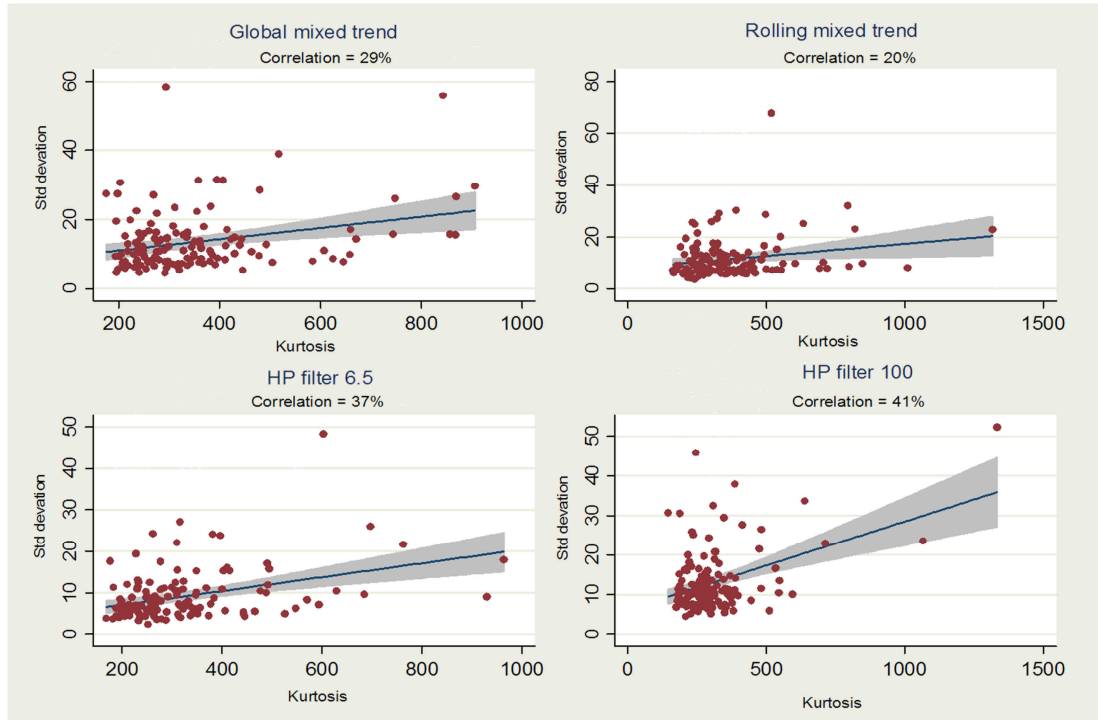 Global mixed trend
Correlation = 29%
Std devation
60
40
20
0
200 400 600 800 1000
Kurtosis
Rolling mixed trend
Correlation = 20%
Std devation
80
60
40
20
0
0 500 1000 1500
Kurtosis
HP filter 6.5
Correlation = 37%
Std devation
50
40
30
20
10
0
200 400 600 800 1000
Kurtosis
HP filter 100
Correlation = 41%
Std devation
50
40
30
20
10
0
0 500 1000 1500
Kurtosis